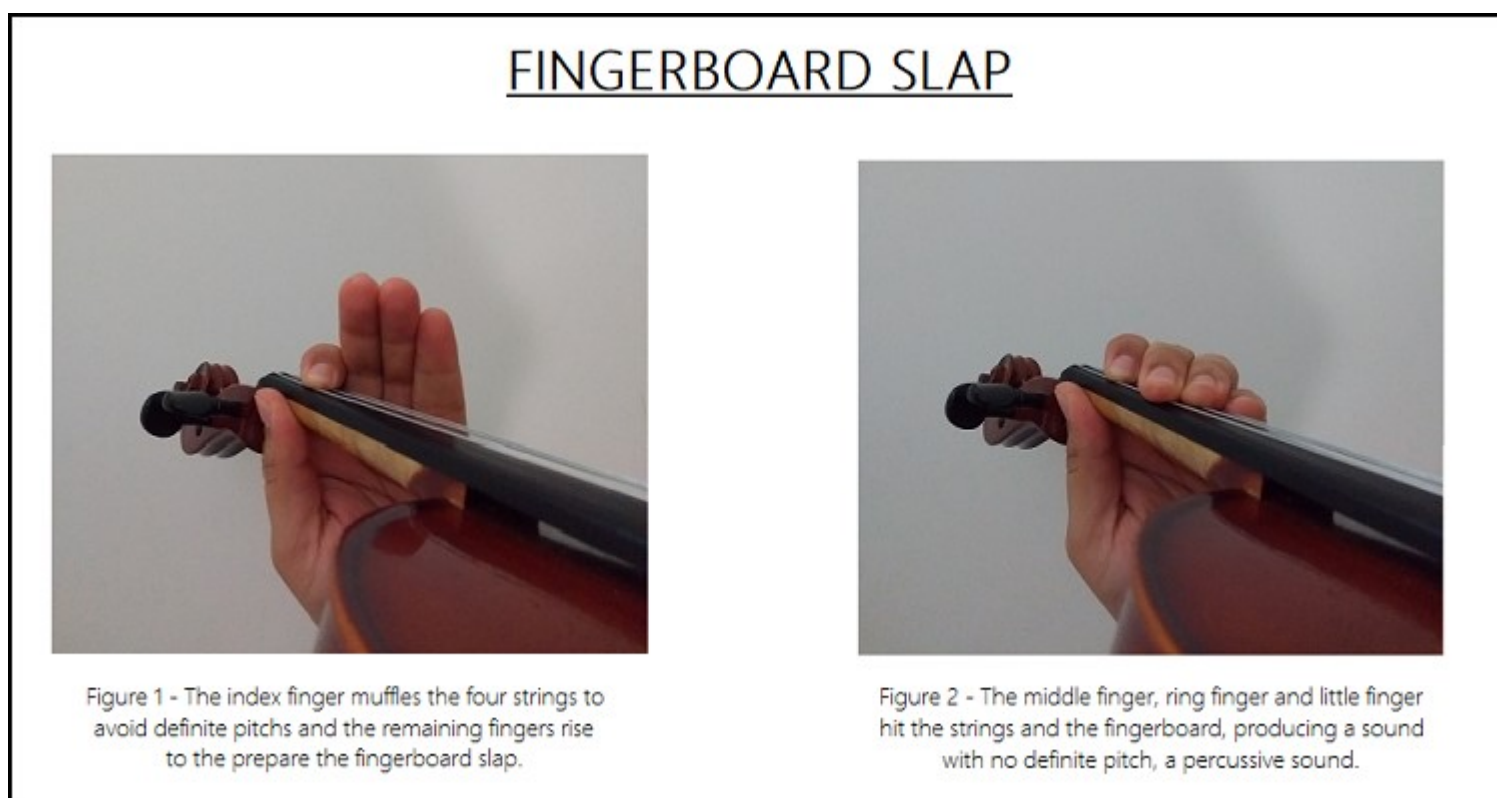 FINGERBOARD SLAP
Figure 1 - The index finger muffles the four strings to
avoid definite pitchs and the remaining fingers rise
to the prepare the fingerboard slap.
Figure 2 - The middle finger, ring finger and little finger
hit the strings and the fingerboard, producing a sound
with no definite pitch, a percussive sound.